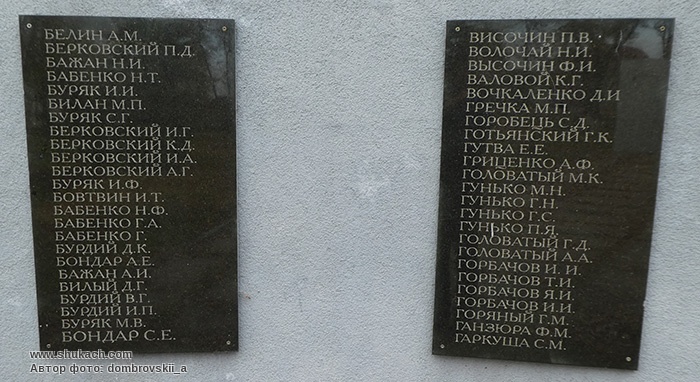 БЕЛИН А.М.
БЕРКОВСКИЙ П.Д.
БАЖАН Н.И.
БАБЕНКО Н.Т.
БУРЯК И.И.
БИЛАН М.П.
БУРЯК С.Г.
БЕРКОВСКИЙ И.Г.
БЕРКОВСКИЙ К.Д.
БЕРКОВСКИЙ И.А.
БЕРКОВСКИЙ А.Г.
БУРЯК И.Ф.
БОВТВИН И.Т.
БАБЕНКО Н.Ф.
БАБЕНКО Г.А.
БАБЕНКО Г.
БУРДИЙ Д.К.
БОНДАР А.Е.
БАЖАН А.И.
БИЛЫЙ Д.Г.
БУРДИЙ В.Г.
БУРДИЙ И.П.
БУРЯК М.В.
БОНДАР С.Е.
ВИСОЧИН П.В.
ВОЛОЧАЙ Н.И.
ВЫСОЧИН Ф.И.
ВАЛОВОЙ К.Г.
ВОЧКАЛЕНКО Д.И
ГРЕЧКА М.П.
ГОРОБЕЦЬ С.Д.
ГОТЬЯНСКИЙ Г.К.
ГУТВА Е.Е.
ГРИЦЕНКО А.Ф.
ГОЛОВАТЫЙ М.К.
ГУНЬКО М.Н.
ГУНЬКО Г.Н.
ГУНЬКО Г.С.
ГУНЬКО П.Я.
ГОЛОВАТЫЙ Г.Д.
ГОЛОВАТЫЙ А.А.
ГОРБАЧОВ И. И.
ГОРБАЧОВ Т.И.
ГОРБАЧОВ Я.И.
ГОРБАЧОВ И.И.
ГОРЯНЫЙ Г.М.
ГАНЗЮРА Ф.М.
ГАРКУША С.М.
www.shukach.com
Автор фото: dombrovskii_a